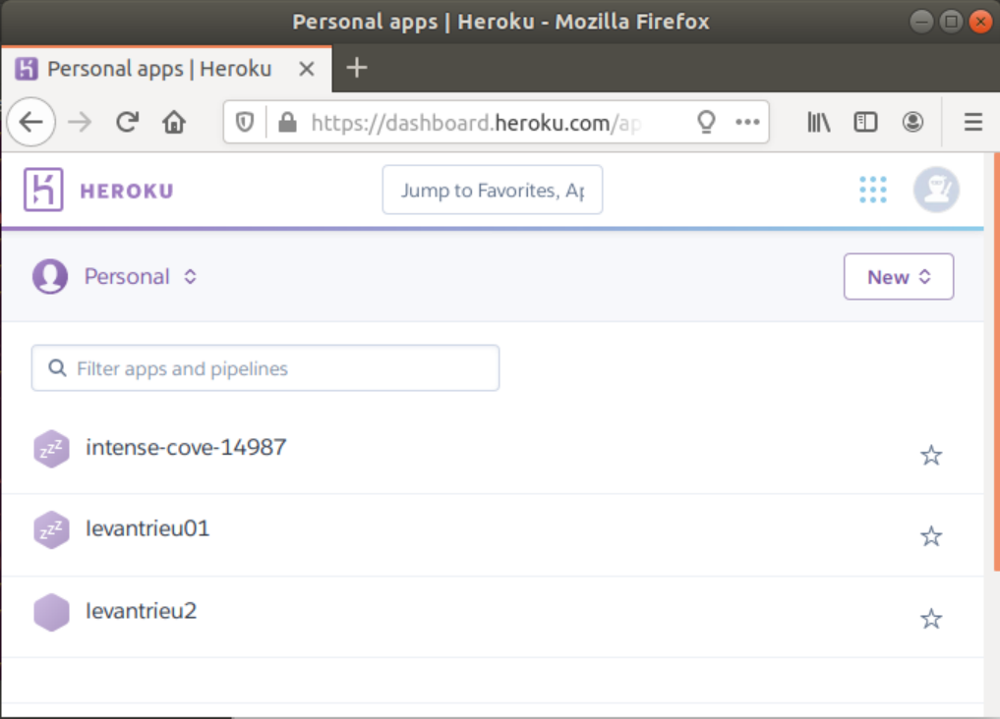 Personal apps | Heroku - Mozilla Firefox
Personal apps | Heroku
https://dashboard.heroku.com/ap
HEROKU
Jump to Favorites, Ap
Personal
New
Filter apps and pipelines
zzz
intense-cove-14987
zzz
levantrieu01
levantrieu2